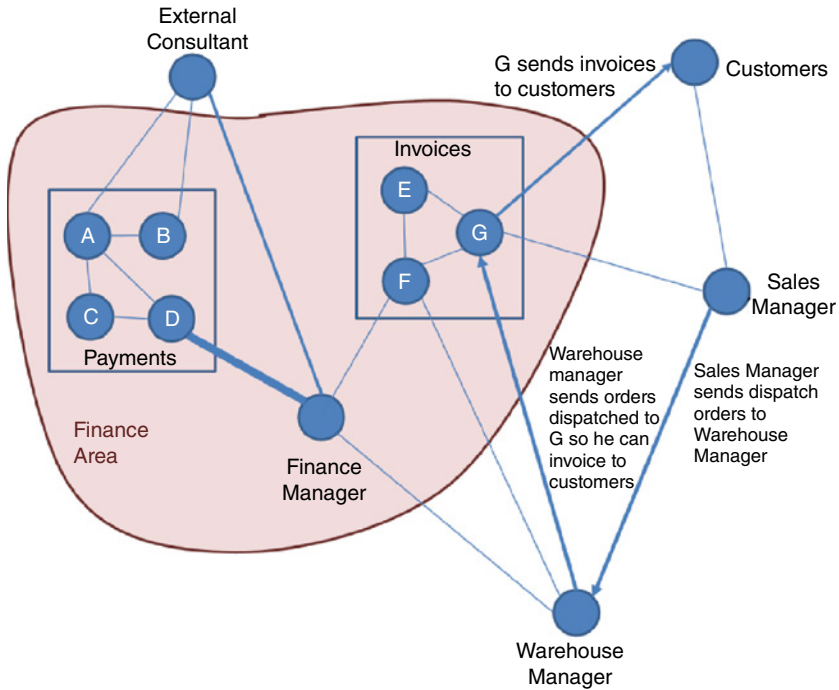 External
Consultant
G sends invoices
to customers
Customers
Invoices
E
A
B
G
F
C
D
Sales
Manager
Payments
Warehouse
manager
sends orders
dispatched to
G so he can
invoice to
customers
Sales Manager
sends dispatch
orders to
Warehouse
Manager
Finance
Area
Finance
Manager
Warehouse
Manager